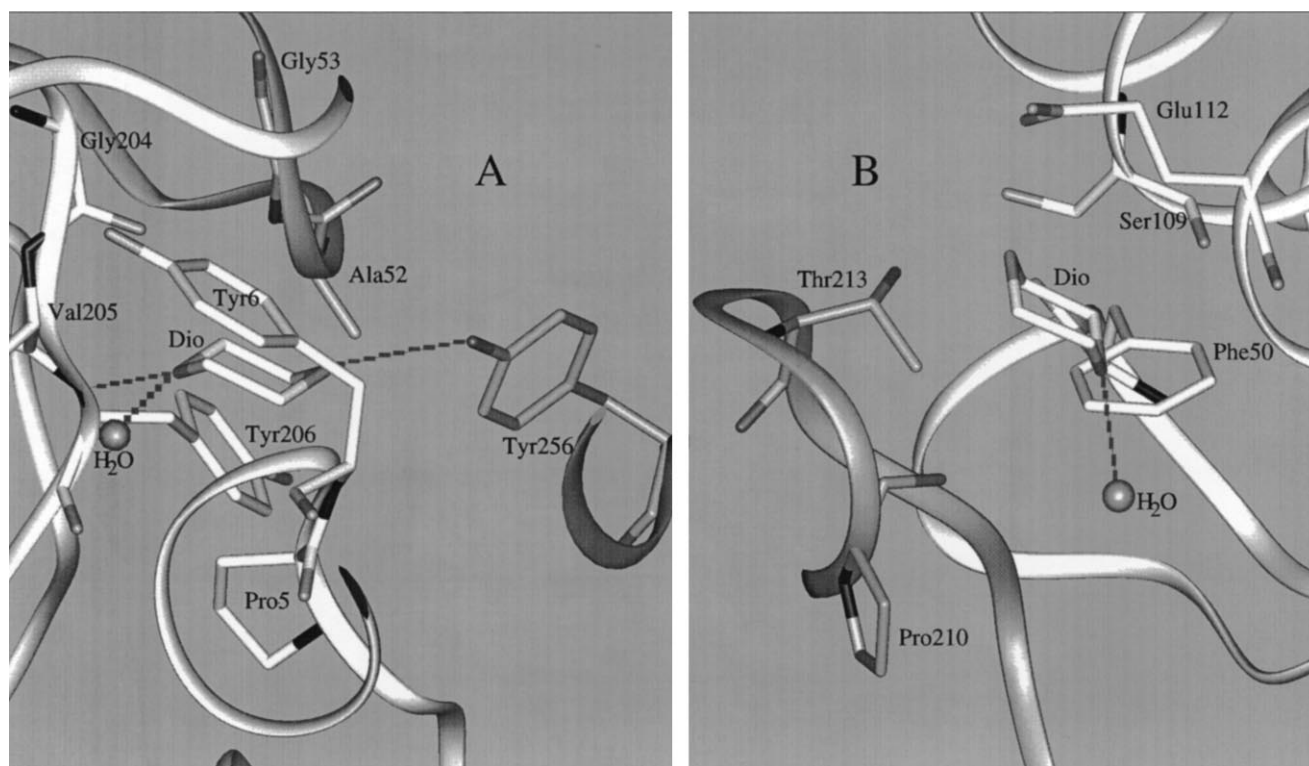 Gly53
Gly204
A
Ala52
Val205
Tyr6
Dio
Tyr206
H2O
Tyr256
Pro5
Glu112
B
Ser109
Thr213
Dio
Phe50
H2O
Pro210